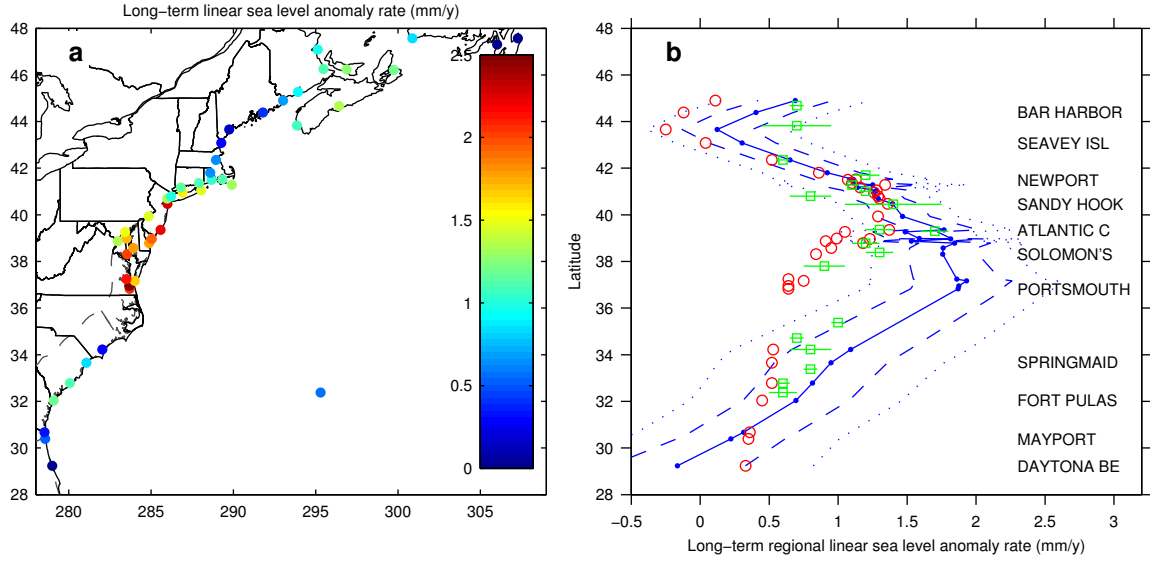 Long−term linear sea level anomaly rate (mm/y)
a
b
48
46
44
42
40
38
36
34
32
30
28
280
285
290
295
300
305
2.5
2
1.5
1
0.5
0
Latitude
48
46
44
42
40
38
36
34
32
30
28
BAR HARBOR
SEAVEY ISL
NEWPORT
SANDY HOOK
ATLANTIC C
SOLOMON'S
PORTSMOUTH
SPRINGMAID
FORT PULAS
MAYPORT
DAYTONA BE
−0.5
0
0.5
1
1.5
2
2.5
3
Long−term regional linear sea level anomaly rate (mm/y)